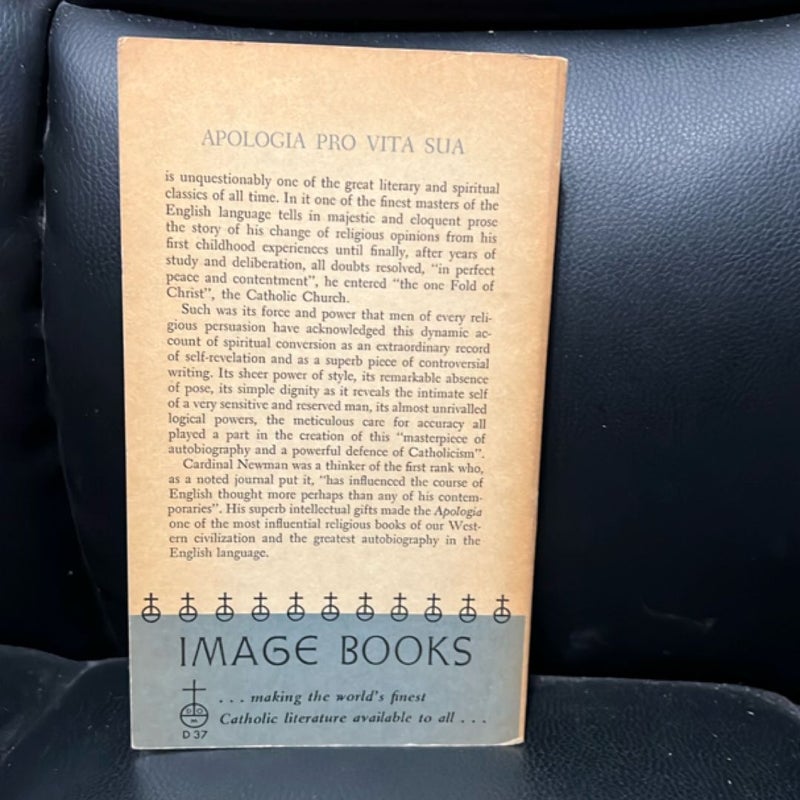 APOLOGIA PRO VITA SUA
is unquestionably one of the great literary and spiritual
classics of all time. In it one of the finest masters of the
English language tells in majestic and eloquent prose
the story of his change of religious opinions from his
first childhood experiences until finally, after years of
study and deliberation, all doubts resolved, "in perfect
peace and contentment", he entered "the one Fold of
Christ", the Catholic Church.
Such was its force and power that men of every reli-
gious persuasion have acknowledged this dynamic ac-
count of spiritual conversion as an extraordinary record
of self-revelation and as a superb piece of controversial
writing. Its sheer power of style, its remarkable absence
of pose, its simple dignity as it reveals the intimate self
of a very sensitive and reserved man, its almost unrivalled
logical powers, the meticulous care for accuracy all
played a part in the creation of this "masterpiece of
autobiography and a powerful defence of Catholicism".
Cardinal Newman was a thinker of the first rank who,
as a noted journal put it, "has influenced the course of
English thought more perhaps than any of his contem-
poraries". His superb intellectual gifts made the Apologia
one of the most influential religious books of our West-
ern civilization and the greatest autobiography in the
English language.
IMAGE BOOKS
. . . making the world's finest
Catholic literature available to all . . .
D 37